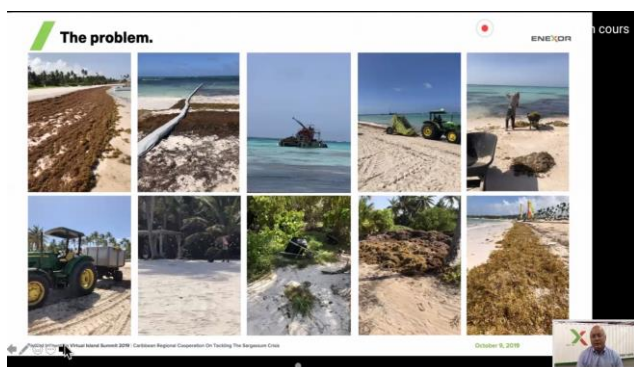 The problem.
ENEXOR
n cours
Virtual Island Summit 2019 : Caribbean Regional Cooperation On Tackling The Sargassum Crisis
October 9, 2019